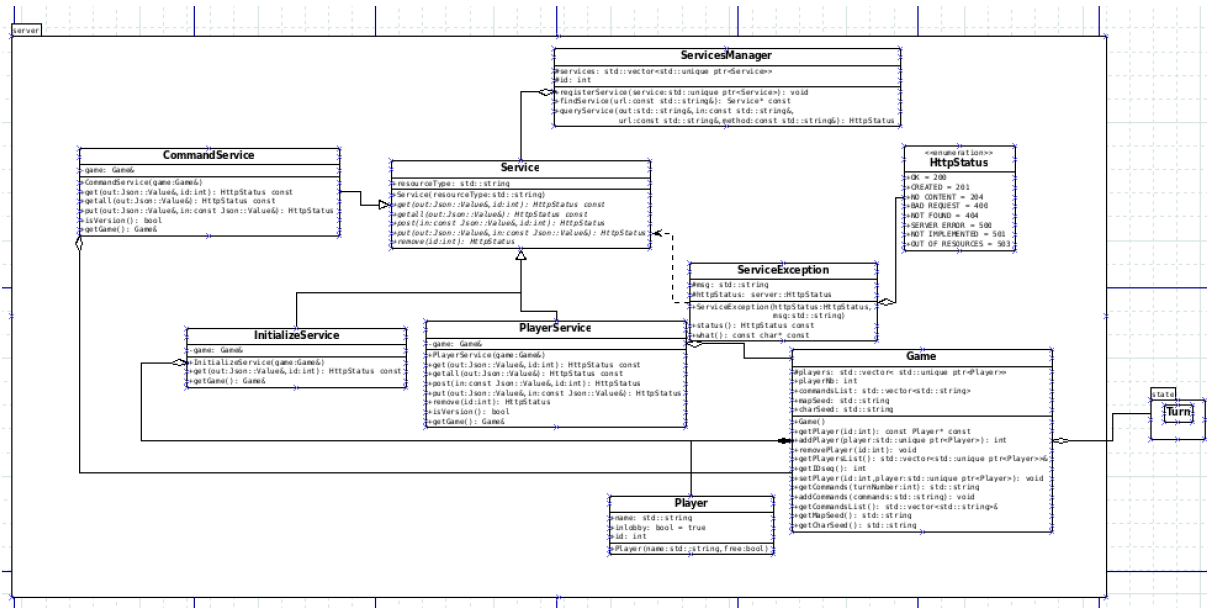 server
ServicesManager
#services: std::vector<std::unique ptr<Service>>
#id: int
+registerService(service:std::unique ptr<Service>): void
+findService(url:const std::string&): Service* const
+queryService(out:std::string&,in:const std::string&,
url:const std::string&,method:const std::string&): HttpStatus
CommandService
-game: Game&
+CommandService(game:Game&)
+get(out:Json::Value&,id:int): HttpStatus const
+getall(out:Json::Value&): HttpStatus const
+put(out:Json::Value&,in:const Json::Value&): HttpStatus
+isVersion(): bool
+getGame(): Game&
Service
+resourceType: std::string
+Service(resourceType:std::string)
+get(out:Json::Value&,id:int): HttpStatus const
+getall(out:Json::Value&): HttpStatus const
+post(in:const Json::Value&,id:int): HttpStatus
+put(out:Json::Value&,in:const Json::Value&): HttpStatus
+remove(id:int): HttpStatus
<<enumeration>>
HttpStatus
+OK = 200
+CREATED = 201
+NO CONTENT = 204
+BAD REQUEST = 400
+NOT FOUND = 404
+SERVER ERROR = 500
+NOT IMPLEMENTED = 501
+OUT OF RESOURCES = 503
ServiceException
#msg: std::string
#httpStatus: server::HttpStatus
+ServiceException(httpStatus:HttpStatus,
msg:std::string)
+status(): HttpStatus const
+what(): const char* const
InitializeService
-game: Game&
+InitializeService(game:Game&)
+get(out:Json::Value&,id:int): HttpStatus const
+getGame(): Game&
PlayerService
-game: Game&
+PlayerService(game:Game&)
+get(out:Json::Value&,id:int): HttpStatus const
+getall(out:Json::Value&): HttpStatus const
+post(in:const Json::Value&,id:int): HttpStatus
+put(out:Json::Value&,in:const Json::Value&): HttpStatus
+remove(id:int): HttpStatus
+isVersion(): bool
+getGame(): Game&
Game
#players: std::vector< std::unique ptr<Player>>
+playerNb: int
+commandsList: std::vector<std::string>
+mapSeed: std::string
+charSeed: std::string
+Game()
+getPlayer(id:int): const Player* const
+addPlayer(player:std::unique ptr<Player>): int
+removePlayer(id:int): void
+getPlayersList(): std::vector<std::unique ptr<Player>>&
+getIDseq(): int
+setPlayer(id:int,player:std::unique ptr<Player>): void
+getCommands(turnNumber:int): std::string
+addCommands(commands:std::string): void
+getCommandsList(): std::vector<std::string>&
+getMapSeed(): std::string
+getCharSeed(): std::string
state
Turn
Player
+name: std::string
+inlobby: bool = true
+id: int
+Player(name:std::string,free:bool)